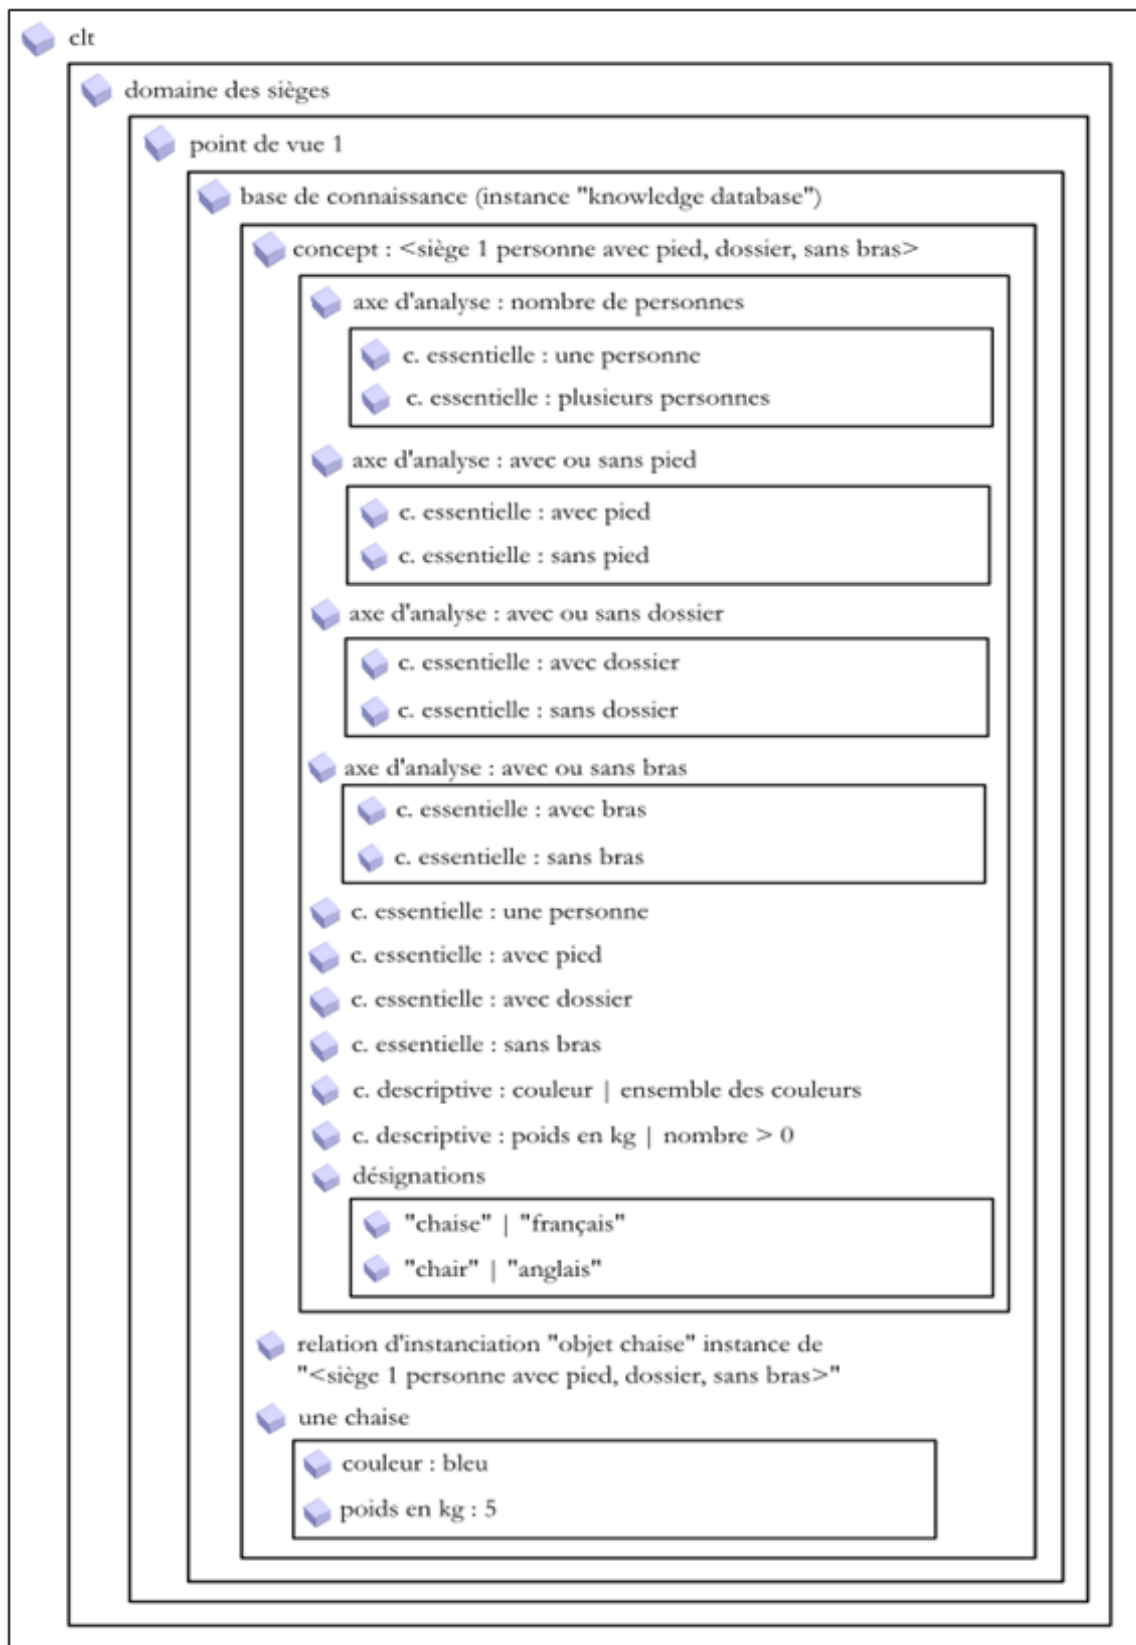 clt
domaine des sièges
point de vue 1
base de connaissance (instance "knowledge database")
concept : <siège 1 personne avec pied, dossier, sans bras>
axe d'analyse : nombre de personnes
c. essentielle : une personne
c. essentielle : plusieurs personnes
axe d'analyse : avec ou sans pied
c. essentielle : avec pied
c. essentielle : sans pied
axe d'analyse : avec ou sans dossier
c. essentielle : avec dossier
c. essentielle : sans dossier
axe d'analyse : avec ou sans bras
c. essentielle : avec bras
c. essentielle : sans bras
c. essentielle : une personne
c. essentielle : avec pied
c. essentielle : avec dossier
c. essentielle : sans bras
c. descriptive : couleur | ensemble des couleurs
c. descriptive : poids en kg | nombre > 0
désignations
"chaise" | "français"
"chair" | "anglais"
relation d'instanciation "objet chaise" instance de
"<siège 1 personne avec pied, dossier, sans bras>"
une chaise
couleur : bleu
poids en kg : 5